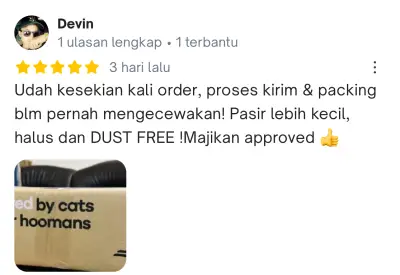 Devin
1 ulasan lengkap • 1 terbantu
3 hari lalu
Udah kesekian kali order, proses kirim & packing
blm pernah mengecewakan! Pasir lebih kecil,
halus dan DUST FREE !Majikan approved 👍
ed by cats
hoomans